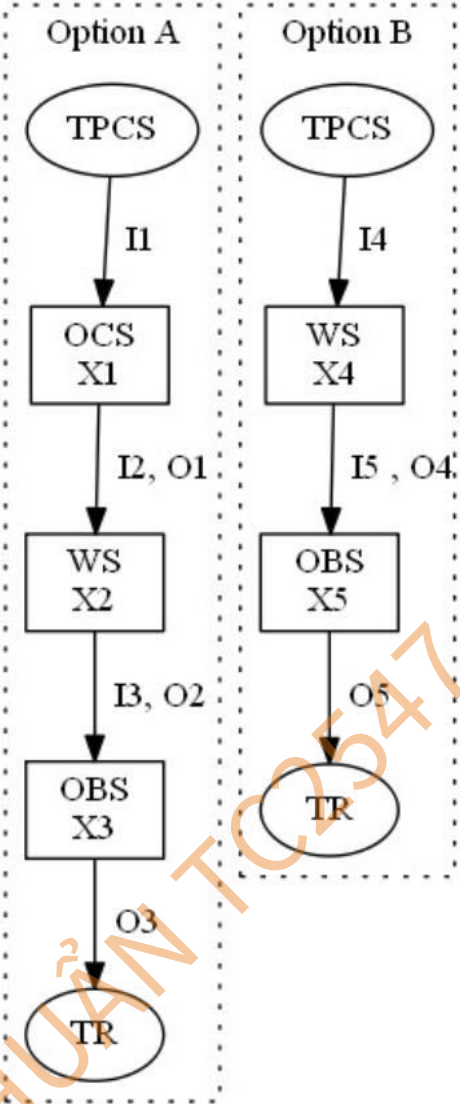 Option A
TPCS
I1
OCS
X1
I2, O1
WS
X2
I3, O2
OBS
X3
O3
TR
Option B
TPCS
I4
WS
X4
I5 , O4
OBS
X5
O5
TR
TC2547